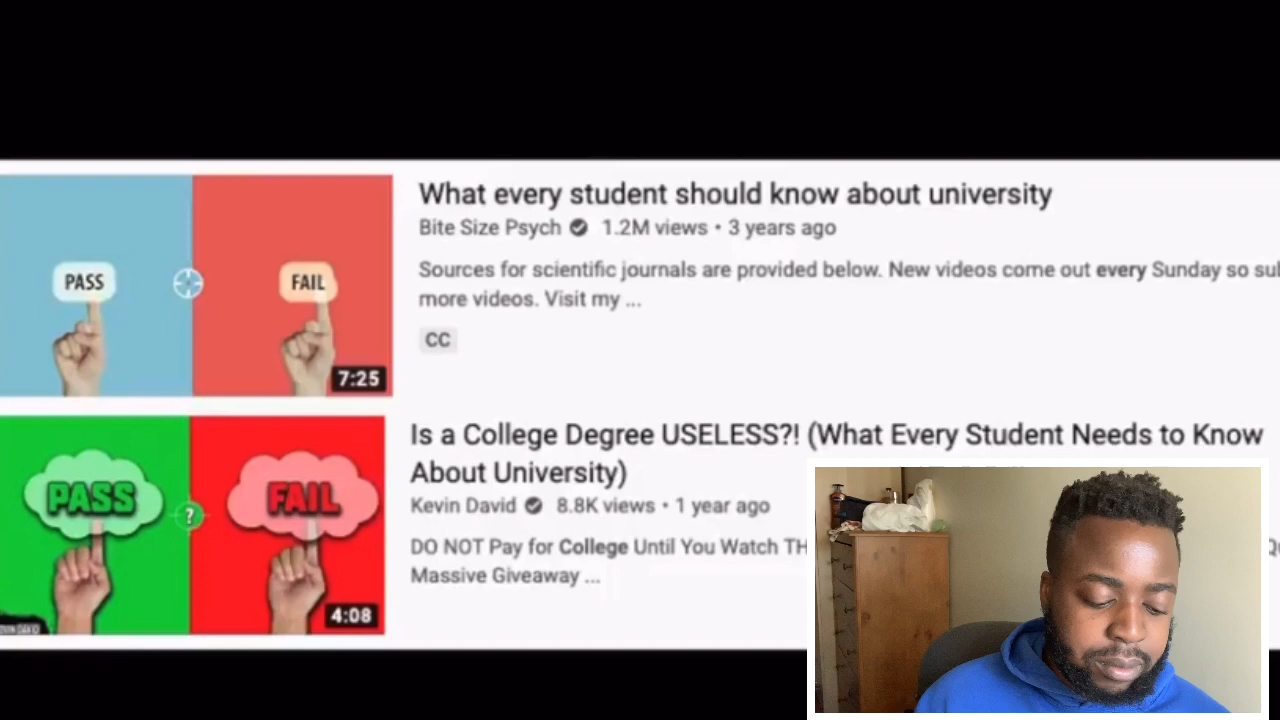 What every student should know about university
Bite Size Psych 1.2M views • 3 years ago
Sources for scientific journals are provided below. New videos come out every Sunday so
more videos. Visit my ...
CC
PASS
FAIL
7:25
Is a College Degree USELESS?! (What Every Student Needs to Know
About University)
Kevin David 8.8K views • 1 year ago
DO NOT Pay for College Until You Watch
Massive Giveaway ...
PASS
FAIL
?
4:08